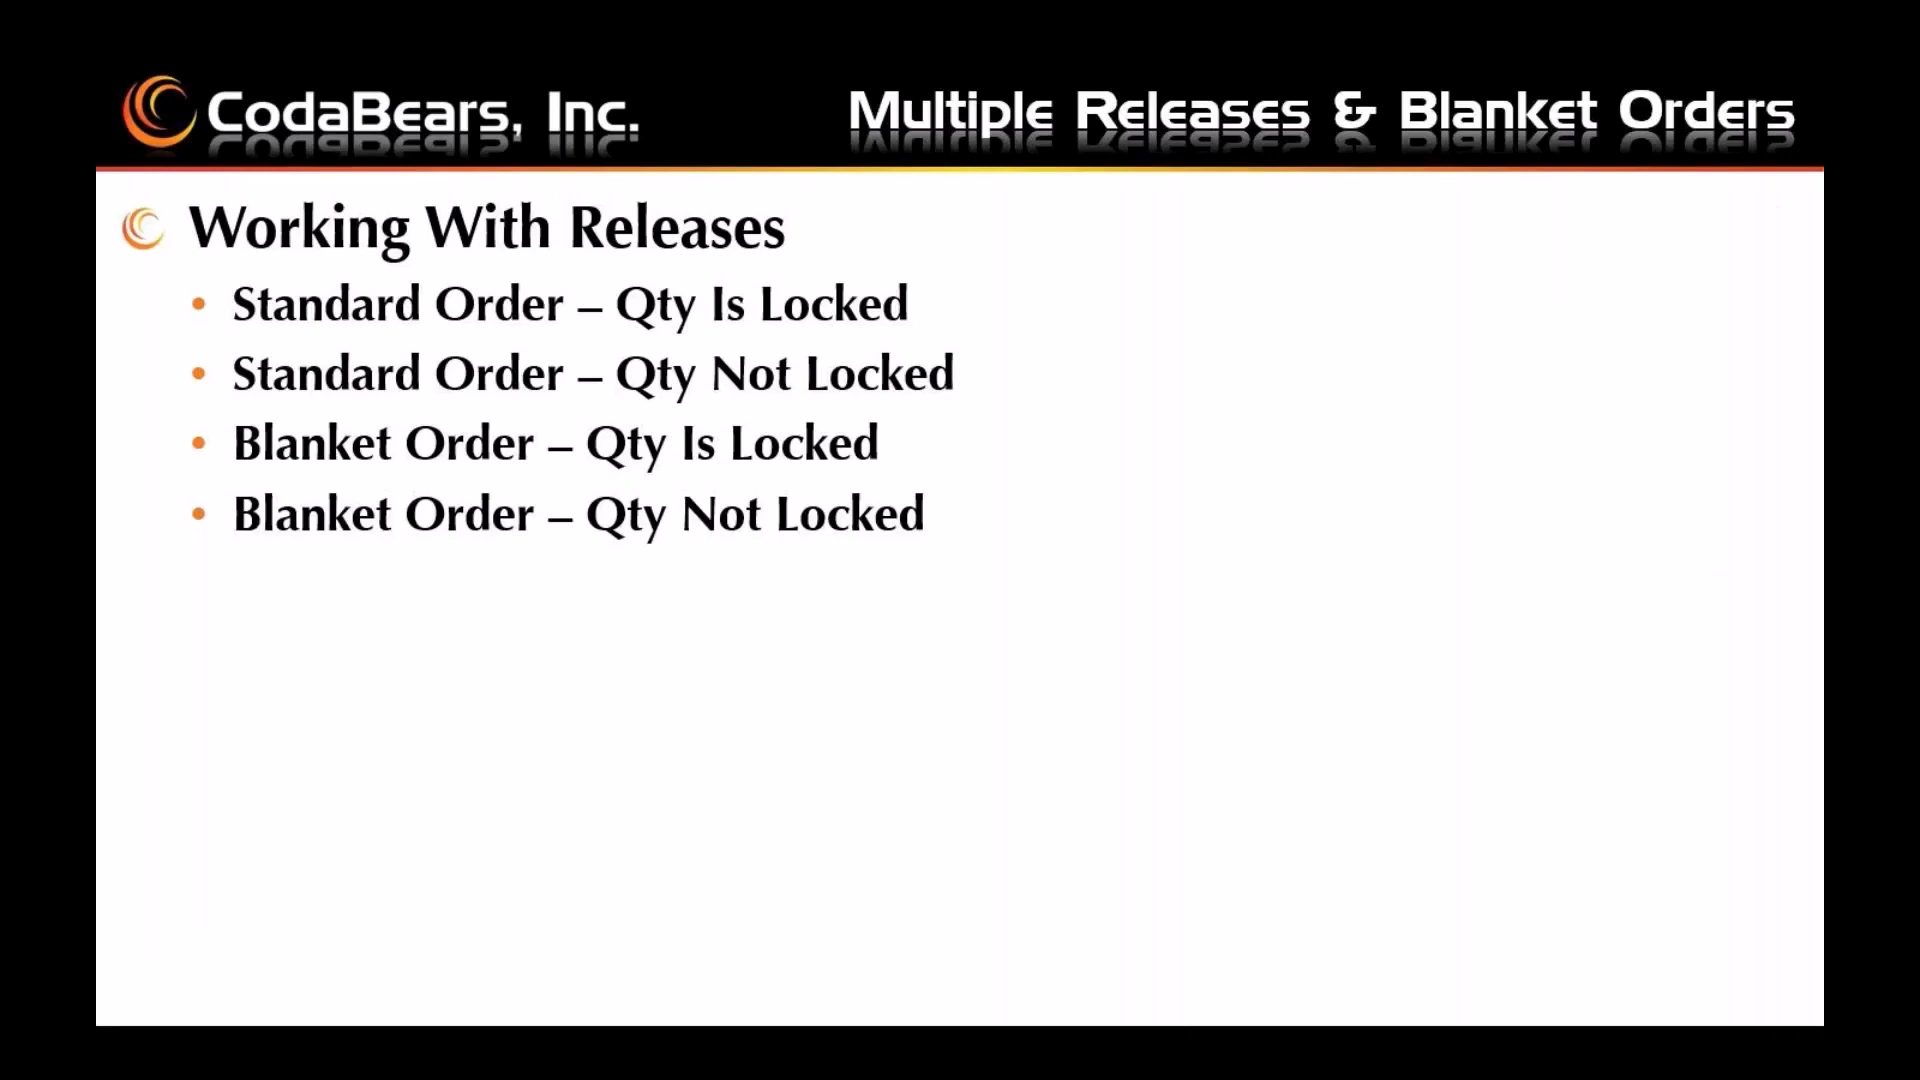 CodaBears, Inc.
Multiple Releases & Blanket Orders
Working With Releases
• Standard Order – Qty Is Locked
• Standard Order – Qty Not Locked
• Blanket Order – Qty Is Locked
• Blanket Order – Qty Not Locked